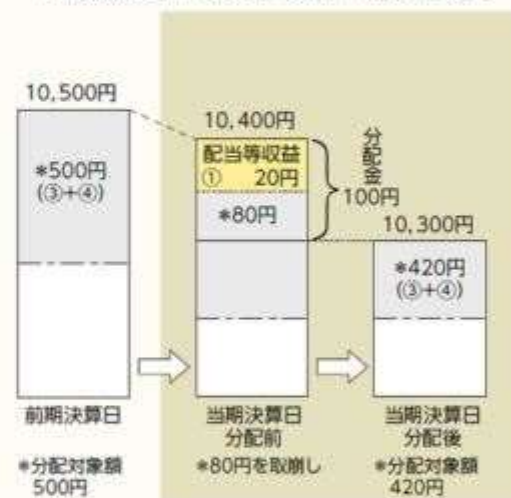 10,500円
*500円
(③+④)
前期決算日
*分配対象額
500円
10,400円
配当等収益
① 20円
*80円
分配金
100円
当期決算日
分配前
*80円を取崩し
10,300円
*420円
(③+④)
当期決算日
分配後
*分配対象額
420円